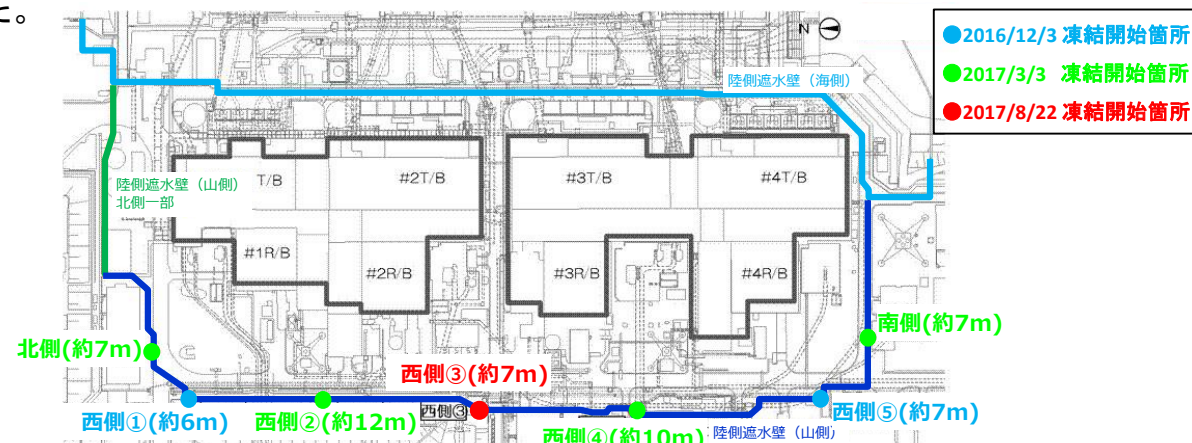 た。
N
2016/12/3 凍結開始箇所
2017/3/3 凍結開始箇所
2017/8/22 凍結開始箇所
陸側遮水壁（海側）
陸側遮水壁（山側）
北側一部
T/B
#2T/B
#3T/B
#4T/B
#1R/B
#2R/B
#3R/B
#4R/B
北側(約7m)
南側(約7m)
西側③(約7m)
西側①(約6m)
西側②(約12m)
西側③
西側④(約10m)
西側⑤(約7m)
陸側遮水壁（山側）